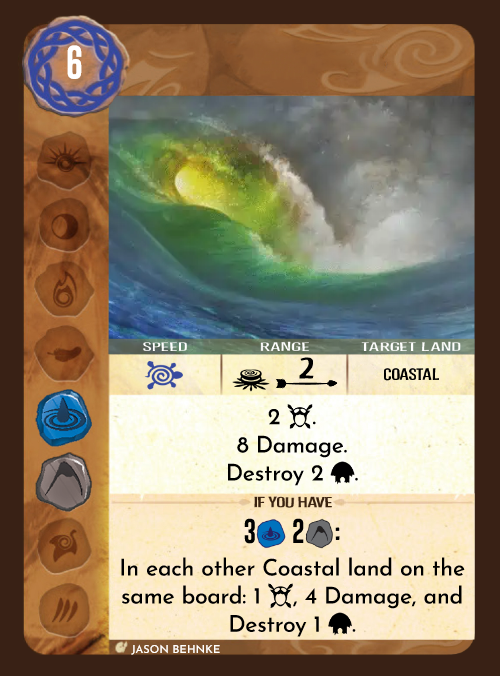 6
SPEED RANGE TARGET LAND
2 COASTAL
2 .
8 Damage.
Destroy 2 .
IF YOU HAVE
3 2 :
In each other Coastal land on the
same board: 1 , 4 Damage, and
Destroy 1 .
JASON BEHNKE